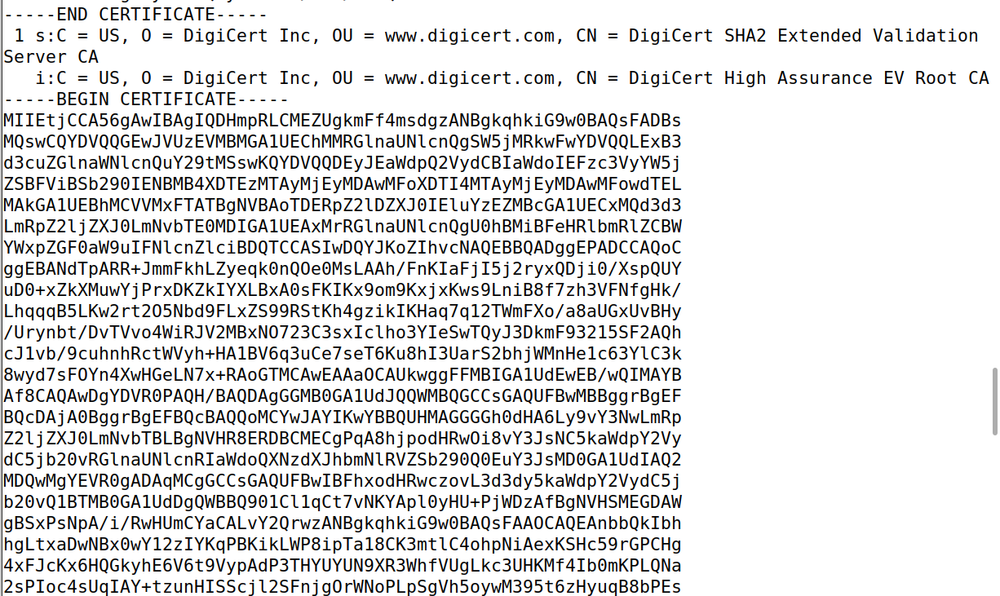 -----END CERTIFICATE-----
 1 s:C = US, O = DigiCert Inc, OU = www.digicert.com, CN = DigiCert SHA2 Extended Validation
Server CA
   i:C = US, O = DigiCert Inc, OU = www.digicert.com, CN = DigiCert High Assurance EV Root CA
-----BEGIN CERTIFICATE-----
MIIEtjCCA56gAwIBAgIQDHmpRLCMEZUgkmFf4msdgzANBgkqhkiG9w0BAQsFADBs
MQswCQYDVQQGEwJVUzEVMBMGA1UEChMMRGlnaUNlcnQgSW5jMRkwFwYDVQQLExB3
d3cuZGlnaWNlcnQuY29tMSswKQYDVQQDEyJEaWdpQ2VydCBIaWdoIEFzc3VyYW5j
ZSBFViBSb290IENBMB4XDTEzMTAyMjEyMDAwMFoXDTI4MTAyMjEyMDAwMFowdTEL
MAkGA1UEBhMCVVMxFTATBgNVBAoTDERpZ2lDZXJ0IEluYzEZMBcGA1UECxMQd3d3
LmRpZ2ljZXJ0LmNvbTE0MDIGA1UEAxMrRGlnaUNlcnQgU0hBMiBFeHRlbmRlZCBW
YWxpZGF0aW9uIFNlcnZlciBDQTCCASIwDQYJKoZIhvcNAQEBBQADggEPADCCAQoC
ggEBANdTpARR+JmmFkhLZyeqk0nQOe0MsLAAh/FnKIaFjI5j2ryxQDji0/XspQUY
uD0+xZkXMuwYjPrxDKZkIYXLBxA0sFKIKx9om9KxjxKws9LniB8f7zh3VFNfgHk/
LhqqqB5LKw2rt2O5Nbd9FLxZS99RStKh4gzikIKHaq7q12TWmFXo/a8aUGxUvBHy
/Urynbt/DvTVvo4WiRJV2MBxNO723C3sxIclho3YIeSwTQyJ3DkmF93215SF2AQh
cJ1vb/9cuhnhRctWVyh+HA1BV6q3uCe7seT6Ku8hI3UarS2bhjWMnHe1c63YlC3k
8wyd7sFOYn4XwHGeLN7x+RAoGTMCAwEAAaOCAUkwggFFMBIGA1UdEwEB/wQIMAYB
Af8CAQAwDgYDVR0PAQH/BAQDAgGGMB0GA1UdJQQWMBQGCCsGAQUFBwMBBggrBgEF
BQcDAjA0BggrBgEFBQcBAQQoMCYwJAYIKwYBBQUHMAGGGGh0dHA6Ly9vY3NwLmRp
Z2ljZXJ0LmNvbTBLBgNVHR8ERDBCMECgPqA8hjpodHRwOi8vY3JsNC5kaWdpY2Vy
dC5jb20vRGlnaUNlcnRIaWdoQXNzdXJhbmNlRVZSb290Q0EuY3JsMD0GA1UdIAQ2
MDQwMgYEVR0gADAqMCgGCCsGAQUFBwIBFhxodHRwczovL3d3dy5kaWdpY2VydC5j
b20vQ1BTMB0GA1UdDgQWBBQ901Cl1qCt7vNKYApl0yHU+PjWDzAfBgNVHSMEGDAW
gBSxPsNpA/i/RwHUmCYaCALvY2QrwzANBgkqhkiG9w0BAQsFAAOCAQEAnbbQkIbh
hgLtxaDwNBx0wY12zIYKqPBKikLWP8ipTa18CK3mtlC4ohpNiAexKSHc59rGPCHg
4xFJcKx6HQGkyhE6V6t9VypAdP3THYUYUN9XR3WhfVUgLkc3UHKMf4Ib0mKPLQNa
2sPIoc4sUqIAY+tzunHISScjl2SFnjgOrWNoPLpSgVh5oywM395t6zHyuqB8bPEs